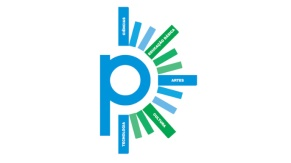 CIÊNCIAS
EDUCAÇÃO BÁSICA
ARTES
CULTURA
TECNOLOGIA
p